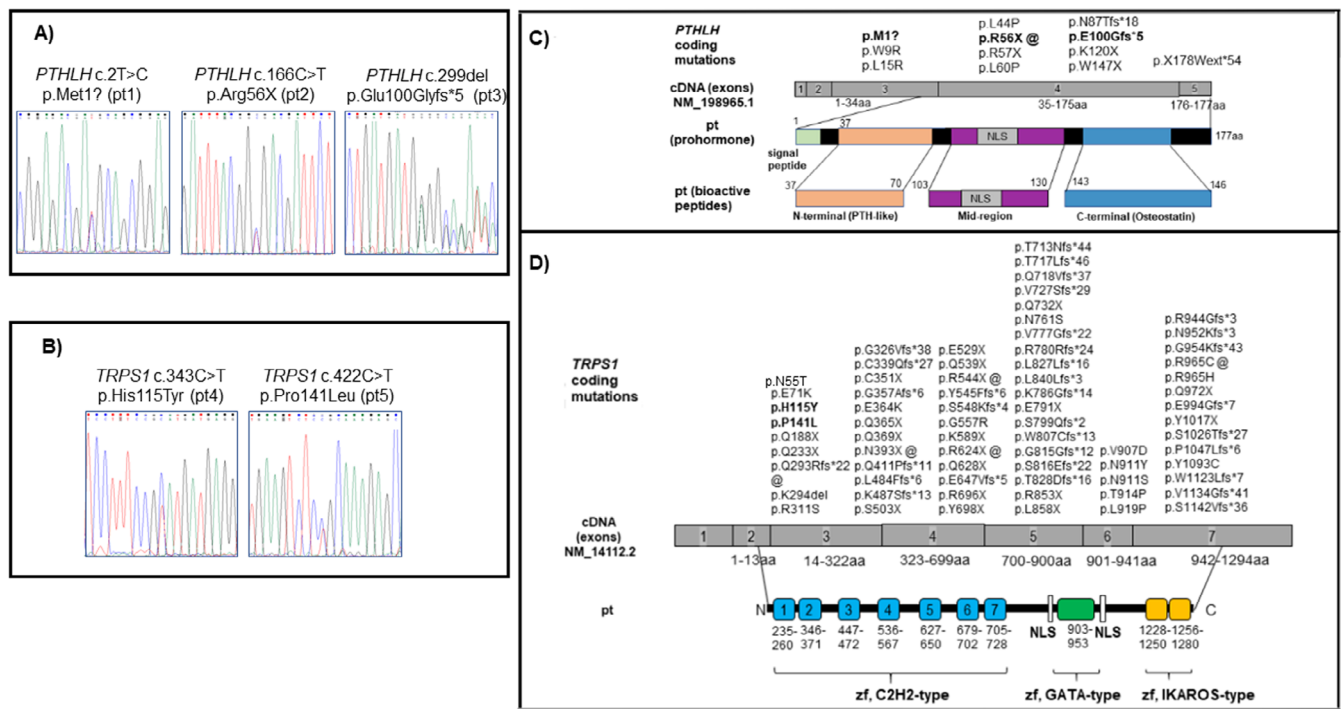 A)
PTHLH c.2T>C
p.Met1? (pt1)
PTHLH c.166C>T
p.Arg56X (pt2)
PTHLH c.299del
p.Glu100Glyfs*5 (pt3)
B)
TRPS1 c.343C>T
p.His115Tyr (pt4)
TRPS1 c.422C>T
p.Pro141Leu (pt5)
C)
PTHLH
coding
mutations
p.M1?
p.W9R
p.L15R
p.L44P
p.R56X @
p.R57X
p.L60P
p.N87Tfs*18
p.E100Gfs*5
p.K120X
p.W147X
p.X178Wext*54
cDNA (exons)
NM_198965.1
1 2 3 4 5
1-34aa 35-175aa 176-177aa
pt
(prohormone)
1 37
NLS
177aa
signal
peptide
pt (bioactive
peptides)
37 70 103 130 143 146
NLS
N-terminal (PTH-like) Mid-region C-terminal (Osteostatin)
D)
TRPS1
coding
mutations
p.N55T
p.E71K
p.H115Y
p.P141L
p.Q188X
p.Q233X
p.Q293Rfs*22
@
p.K294del
p.R311S
p.G326Vfs*38
p.C339Qfs*27
p.C351X
p.G357Afs*6
p.E364K
p.Q365X
p.Q369X
p.N393X @
p.Q411Pfs*11
p.L484Ffs*6
p.K487Sfs*13
p.S503X
p.E529X
p.Q539X
p.R544X @
p.Y545Ffs*6
p.S548Kfs*4
p.G557R
p.K589X
p.R624X @
p.Q628X
p.E647Vfs*5
p.R696X
p.Y698X
p.T713Nfs*44
p.T717Lfs*46
p.Q718Vfs*37
p.V727Sfs*29
p.Q732X
p.N761S
p.V777Gfs*22
p.R780Rfs*24
p.L827Lfs*16
p.L840Lfs*3
p.K786Gfs*14
p.E791X
p.S799Qfs*2
p.W807Cfs*13
p.G815Gfs*12
p.S816Efs*22
p.T828Dfs*16
p.R853X
p.L858X
p.V907D
p.N911Y
p.N911S
p.T914P
p.L919P
p.R944Gfs*3
p.N952Kfs*3
p.G954Kfs*43
p.R965C @
p.R965H
p.Q972X
p.E994Gfs*7
p.Y1017X
p.S1026Tfs*27
p.P1047Lfs*6
p.Y1093C
p.W1123Lfs*7
p.V1134Gfs*41
p.S1142Vfs*36
cDNA
(exons)
NM_14112.2
1 2 3 4 5 6 7
1-13aa 14-322aa 323-699aa 700-900aa 901-941aa 942-1294aa
pt
N 1 2 3 4 5 6 7 C
235-
260
346-
371
447-
472
536-
567
627-
650
679-
702
705-
728
NLS
903-
953
NLS
1228-
1250
1256-
1280
zf, C2H2-type zf, GATA-type zf, IKAROS-type